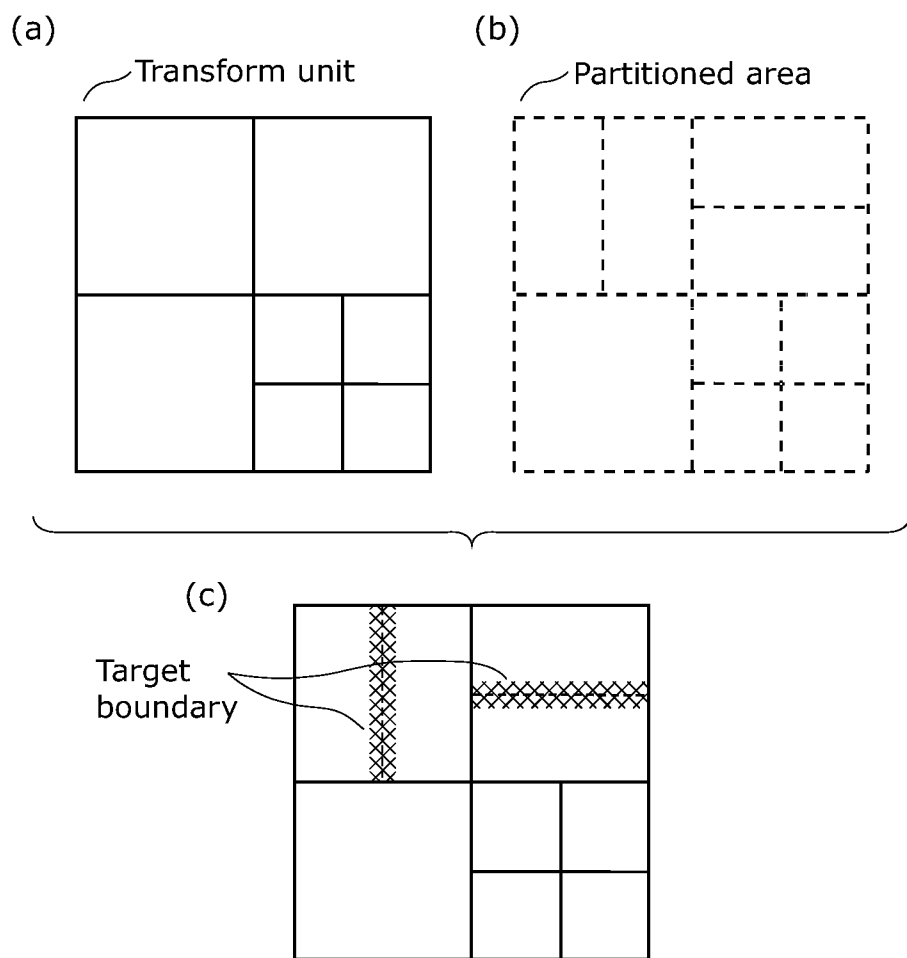 (a)
Transform unit
(b)
Partitioned area
(c)
Target
boundary